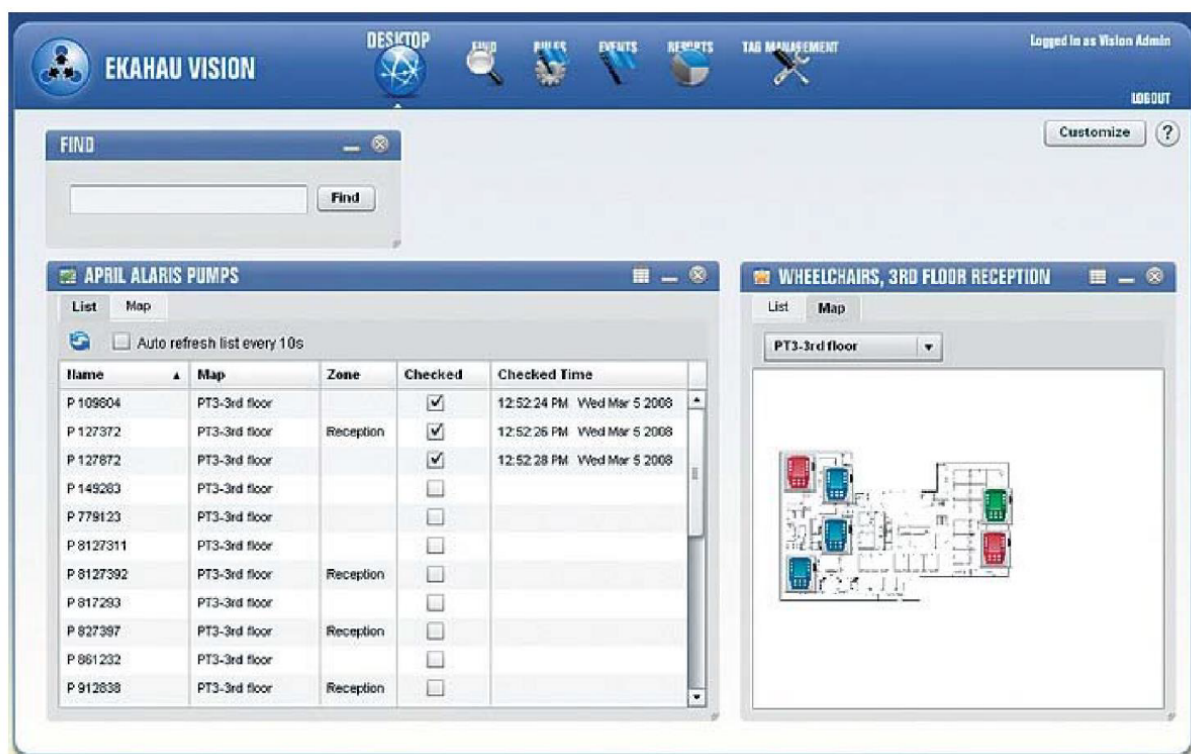 DESKTOP FIND RULES EVENTS REPORTS TAG MANAGEMENT Logged in as Vision Admin
EKAHAU VISION
LOGOUT
Customize ?
FIND
Find
APRIL ALARIS PUMPS
List Map
Auto refresh list every 10s
Name Map Zone Checked Checked Time
P 109804 PT3-3rd floor 12:52:24 PM Wed Mar 5 2008
P 127372 PT3-3rd floor Reception 12:52:26 PM Wed Mar 5 2008
P 127872 PT3-3rd floor 12:52:28 PM Wed Mar 5 2008
P 149283 PT3-3rd floor
P 779123 PT3-3rd floor
P 8127311 PT3-3rd floor
P 8127392 PT3-3rd floor Reception
P 817293 PT3-3rd floor
P 827397 PT3-3rd floor Reception
P 861232 PT3-3rd floor
P 912838 PT3-3rd floor Reception
WHEELCHAIRS, 3RD FLOOR RECEPTION
List Map
PT3-3rd floor